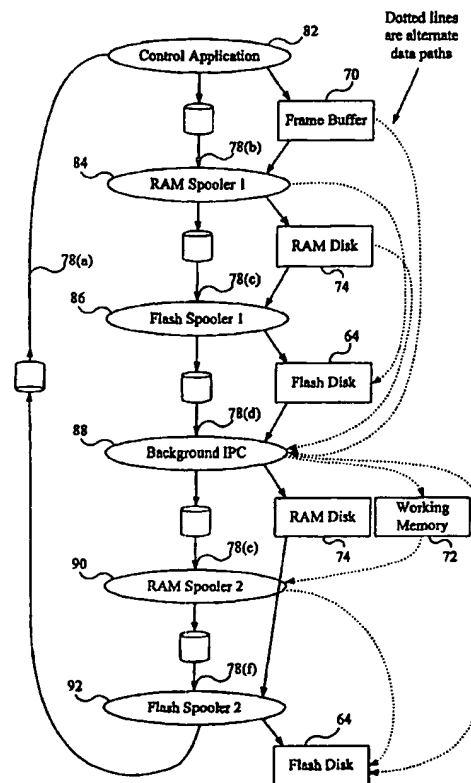 82
Control Application
Dotted lines
are alternate
data paths
70
Frame Buffer
78(b)
84
RAM Spooler 1
78(a)
78(c)
RAM Disk
74
86
Flash Spooler 1
64
Flash Disk
78(d)
88
Background IPC
RAM Disk
74
Working
Memory
72
78(e)
90
RAM Spooler 2
78(f)
92
Flash Spooler 2
64
Flash Disk